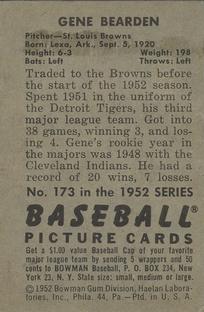 GENE BEARDEN
Pitcher—St. Louis Browns
Born: Lexa, Ark., Sept. 5, 1920
Height: 6-3 Weight: 198
Bats: Left Throws: Left
Traded to the Browns before
the start of the 1952 season.
Spent 1951 in the uniform of
the Detroit Tigers, his third
major league team. Got into
38 games, winning 3, and los-
ing 4. Gene's rookie year in
the majors was 1948 with the
Cleveland Indians. He had a
record of 20 wins, 7 losses.
No. 173 in the 1952 SERIES
BASEBALL®
PICTURE CARDS
Get a $1.00 value Baseball Cap of your favorite
major league team by sending 5 wrappers and 50
cents to BOWMAN Baseball, P. O. BOX 234, New
York 23, N. Y. State size: small, medium or large.
©1952 Bowman Gum Division, Haelan Labora-
tories, Inc., Phila. 44, Pa.—Ptd. in U. S. A.